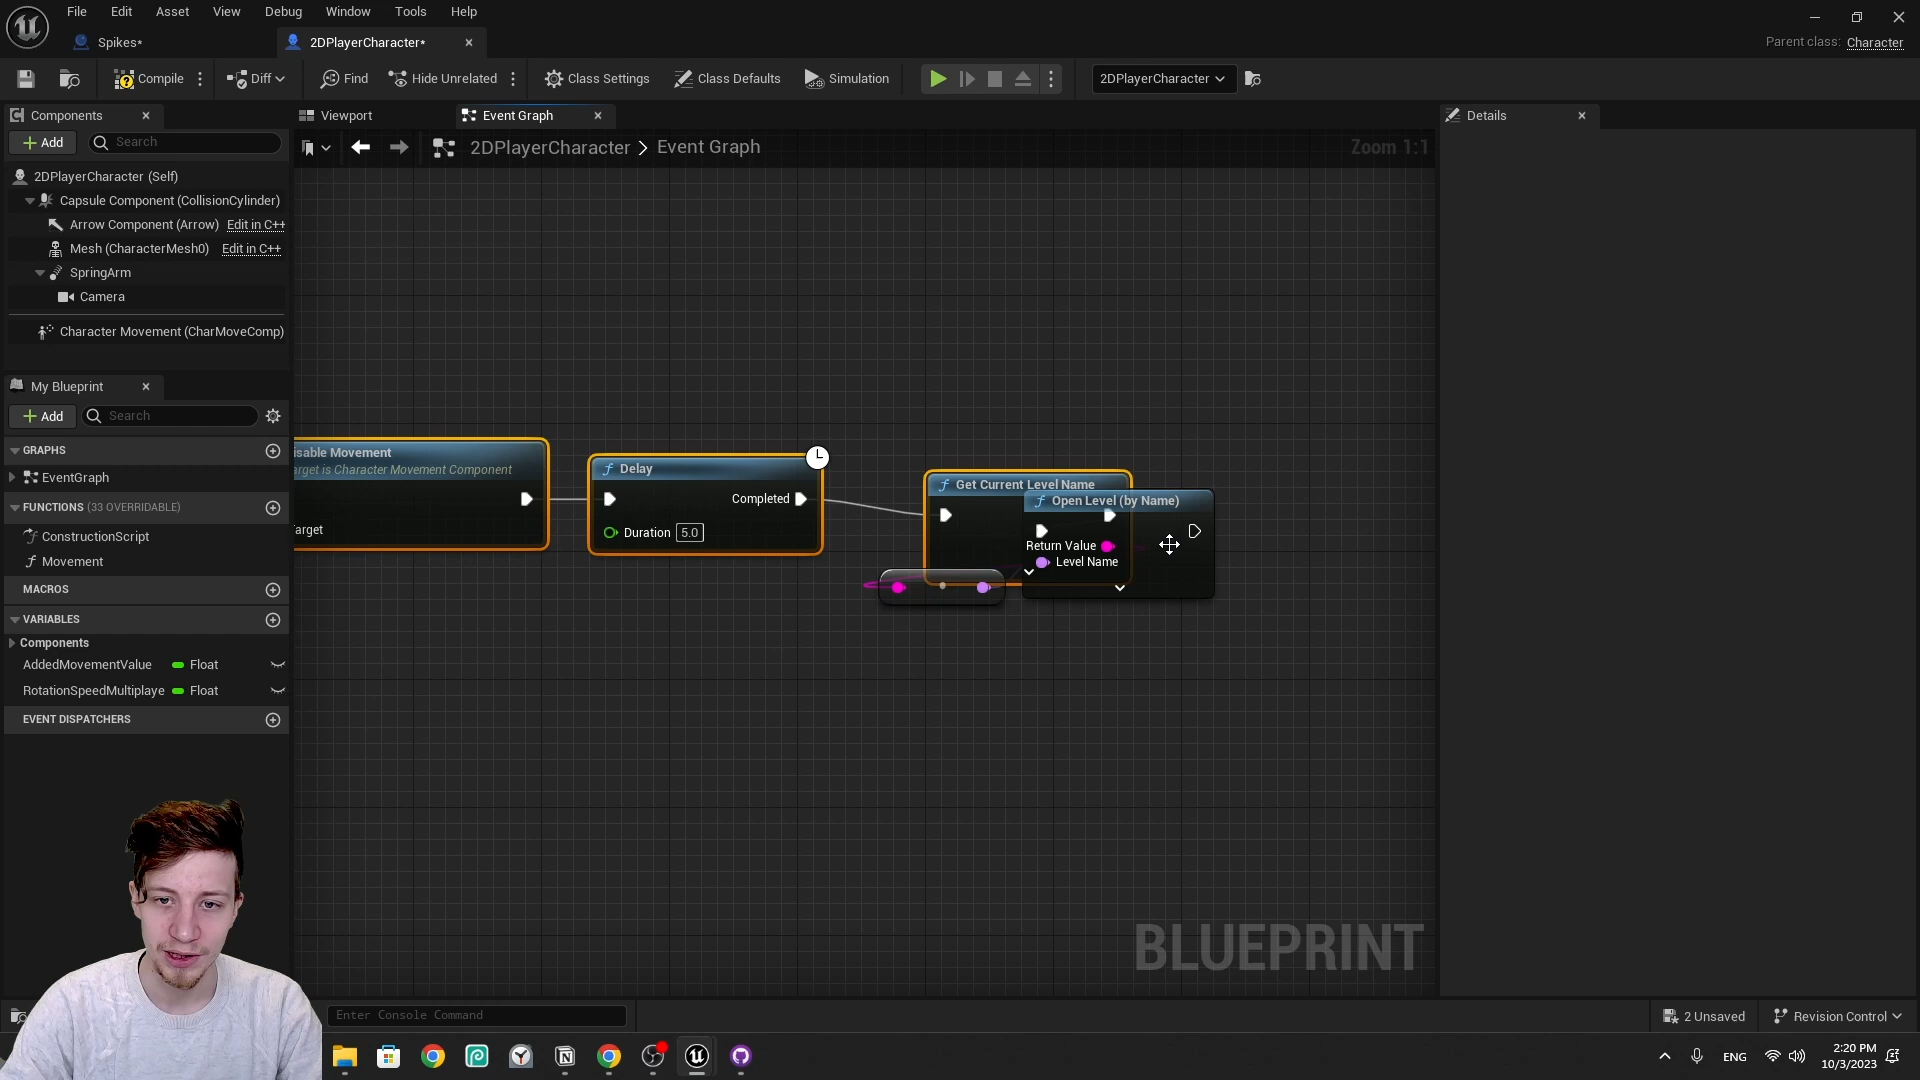 File Edit Asset View Window Debug Tools Help
Spikes*
2DPlayerCharacter*
Parent class: Character
Compile
Diff
Find
Hide Unrelated
Class Settings
Class Defaults
Simulation
2DPlayerCharacter
Components
Add
Search
2DPlayerCharacter (Self)
Capsule Component (CollisionCylinder)
Arrow Component (Arrow) Edit in C++
Mesh (CharacterMesh0) Edit in C++
SpringArm
Camera
Character Movement (CharMoveComp)
My Blueprint
Add
Search
GRAPHS
EventGraph
FUNCTIONS (33 OVERRIDABLE)
ConstructionScript
Movement
MACROS
VARIABLES
Components
AddedMovementValue Float
RotationSpeedMultiplaye Float
EVENT DISPATCHERS
Viewport
Event Graph
2DPlayerCharacter > Event Graph
Zoom 1:1
isable Movement
arget is Character Movement Component
arget
Delay
Completed
Duration 5.0
Get Current Level Name
Return Value
Open Level (by Name)
Level Name
BLUEPRINT
Details
Enter Console Command
2 Unsaved
Revision Control
ENG
2:20 PM
10/3/2023